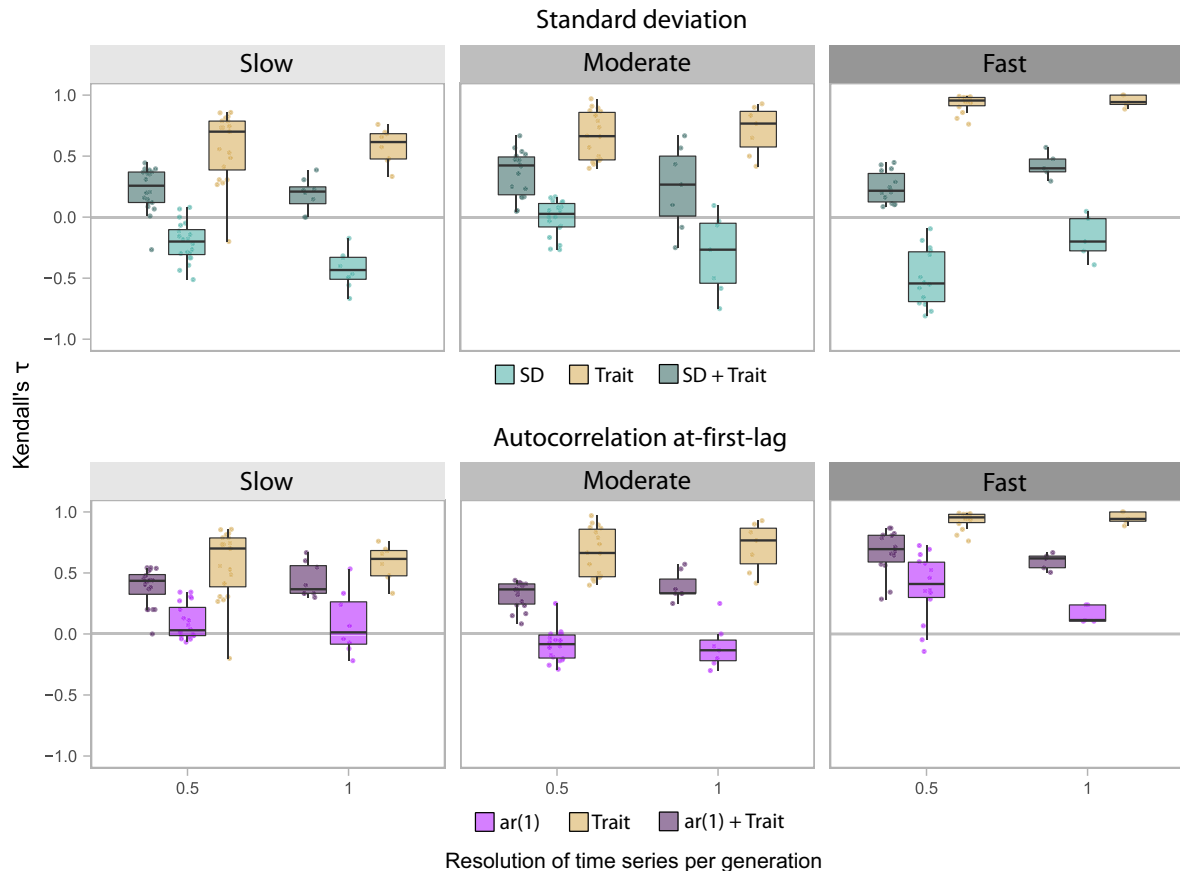 Standard deviation
Slow Moderate Fast
1.0
0.5
0.0
−0.5
−1.0
SD Trait SD + Trait
Kendall's τ
Autocorrelation at-first-lag
Slow Moderate Fast
1.0
0.5
0.0
−0.5
−1.0
0.5 1 0.5 1 0.5 1
ar(1) Trait ar(1) + Trait
Resolution of time series per generation